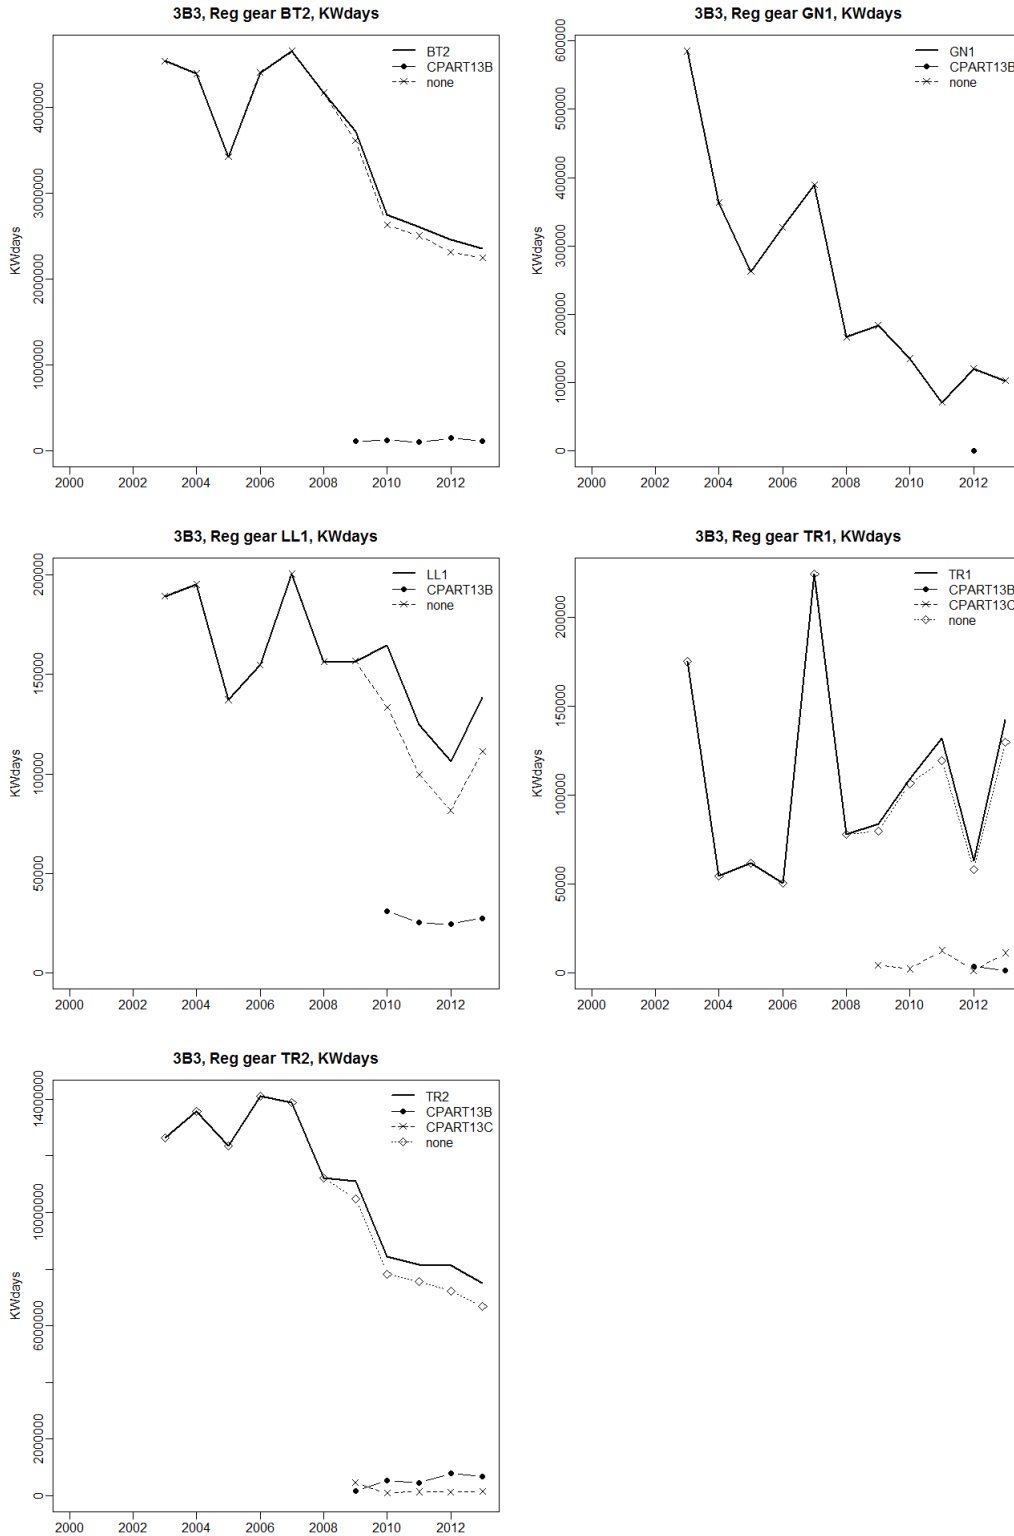 3B3, Reg gear BT2, KWdays
KWdays
4000000
3000000
2000000
1000000
0
BT2
CPART13B
none
2000 2002 2004 2006 2008 2010 2012
3B3, Reg gear GN1, KWdays
KWdays
600000
500000
400000
300000
200000
100000
0
GN1
CPART13B
none
2000 2002 2004 2006 2008 2010 2012
3B3, Reg gear LL1, KWdays
KWdays
200000
150000
100000
50000
0
LL1
CPART13B
none
2000 2002 2004 2006 2008 2010 2012
3B3, Reg gear TR1, KWdays
KWdays
200000
150000
100000
50000
0
TR1
CPART13B
CPART13C
none
2000 2002 2004 2006 2008 2010 2012
3B3, Reg gear TR2, KWdays
KWdays
14000000
10000000
6000000
2000000
0
TR2
CPART13B
CPART13C
none
2000 2002 2004 2006 2008 2010 2012